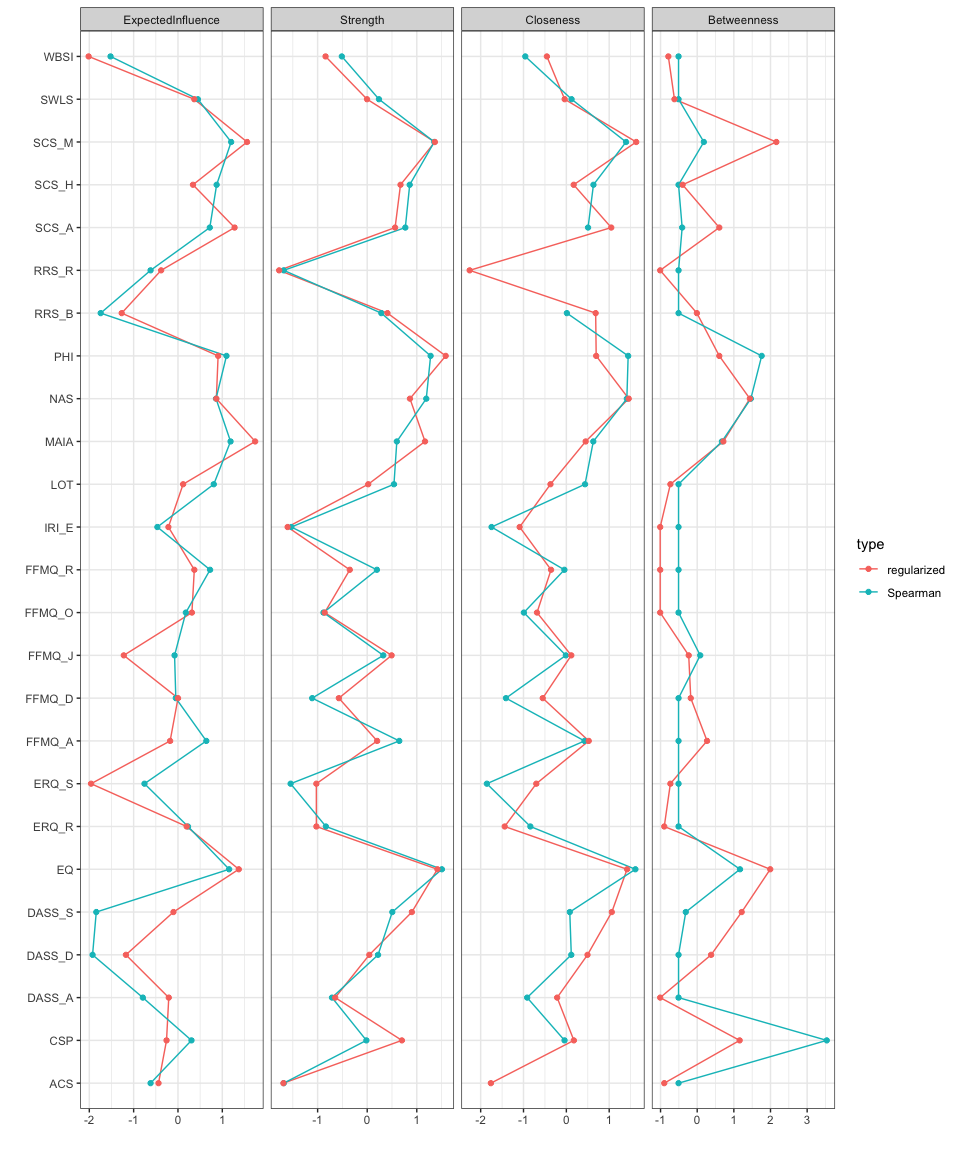 ExpectedInfluence Strength Closeness Betweenness
WBSI
SWLS
SCS_M
SCS_H
SCS_A
RRS_R
RRS_B
PHI
NAS
MAIA
LOT
IRI_E
FFMQ_R
FFMQ_O
FFMQ_J
FFMQ_D
FFMQ_A
ERQ_S
ERQ_R
EQ
DASS_S
DASS_D
DASS_A
CSP
ACS
-2 -1 0 1 -1 0 1 -2 -1 0 1 -1 0 1 2 3
type
regularized
Spearman